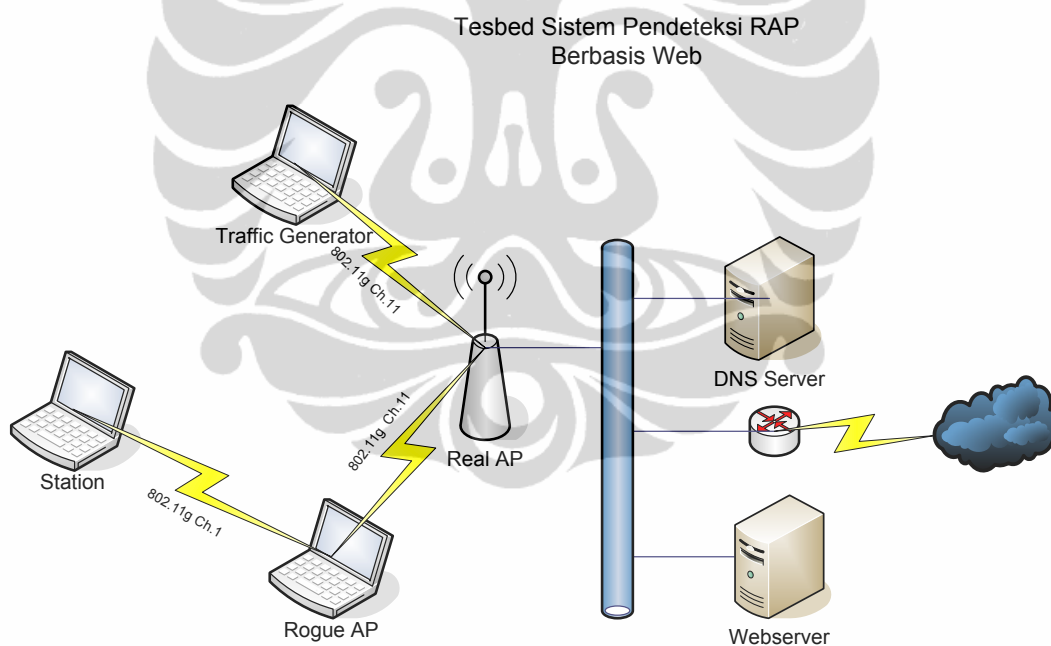 Tesbed Sistem Pendeteksi RAP
Berbasis Web
Traffic Generator
802.11g Ch.11
DNS Server
802.11g Ch.11
Real AP
Station
802.11g Ch.1
Rogue AP
Webserver